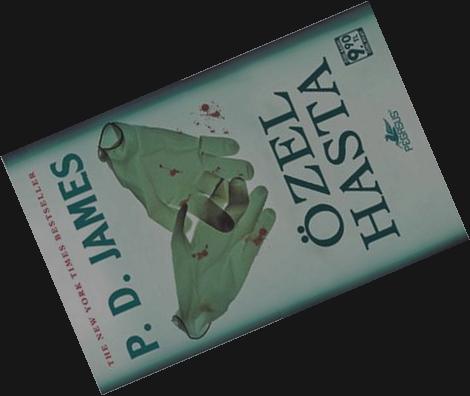 THE NEW YORK TIMES BESTSELLER
P. D. JAMES
ÖZEL
HASTA
9.90
TL
PEGASUS